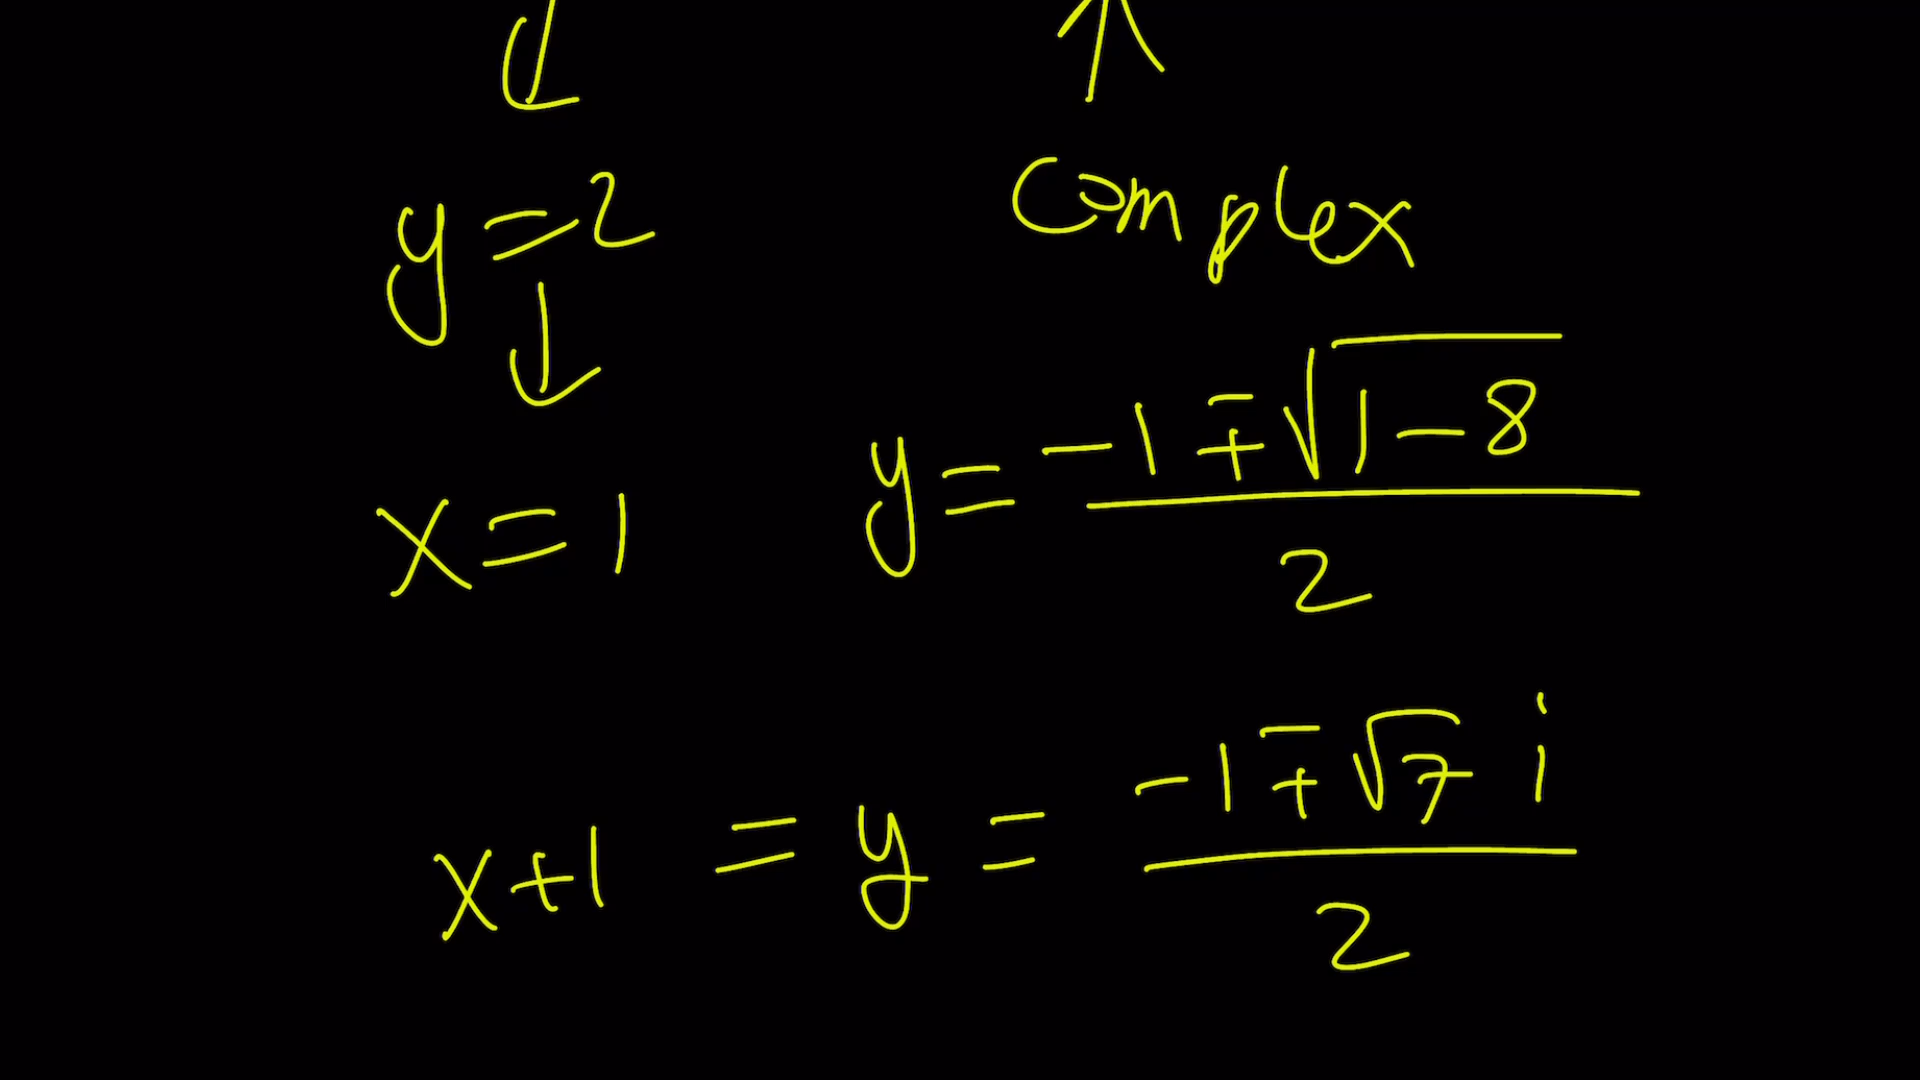 y=2
complex
x=1
y = (-1 ∓ √(1-8)) / 2
x+1 = y = (-1 ∓ √7 i) / 2